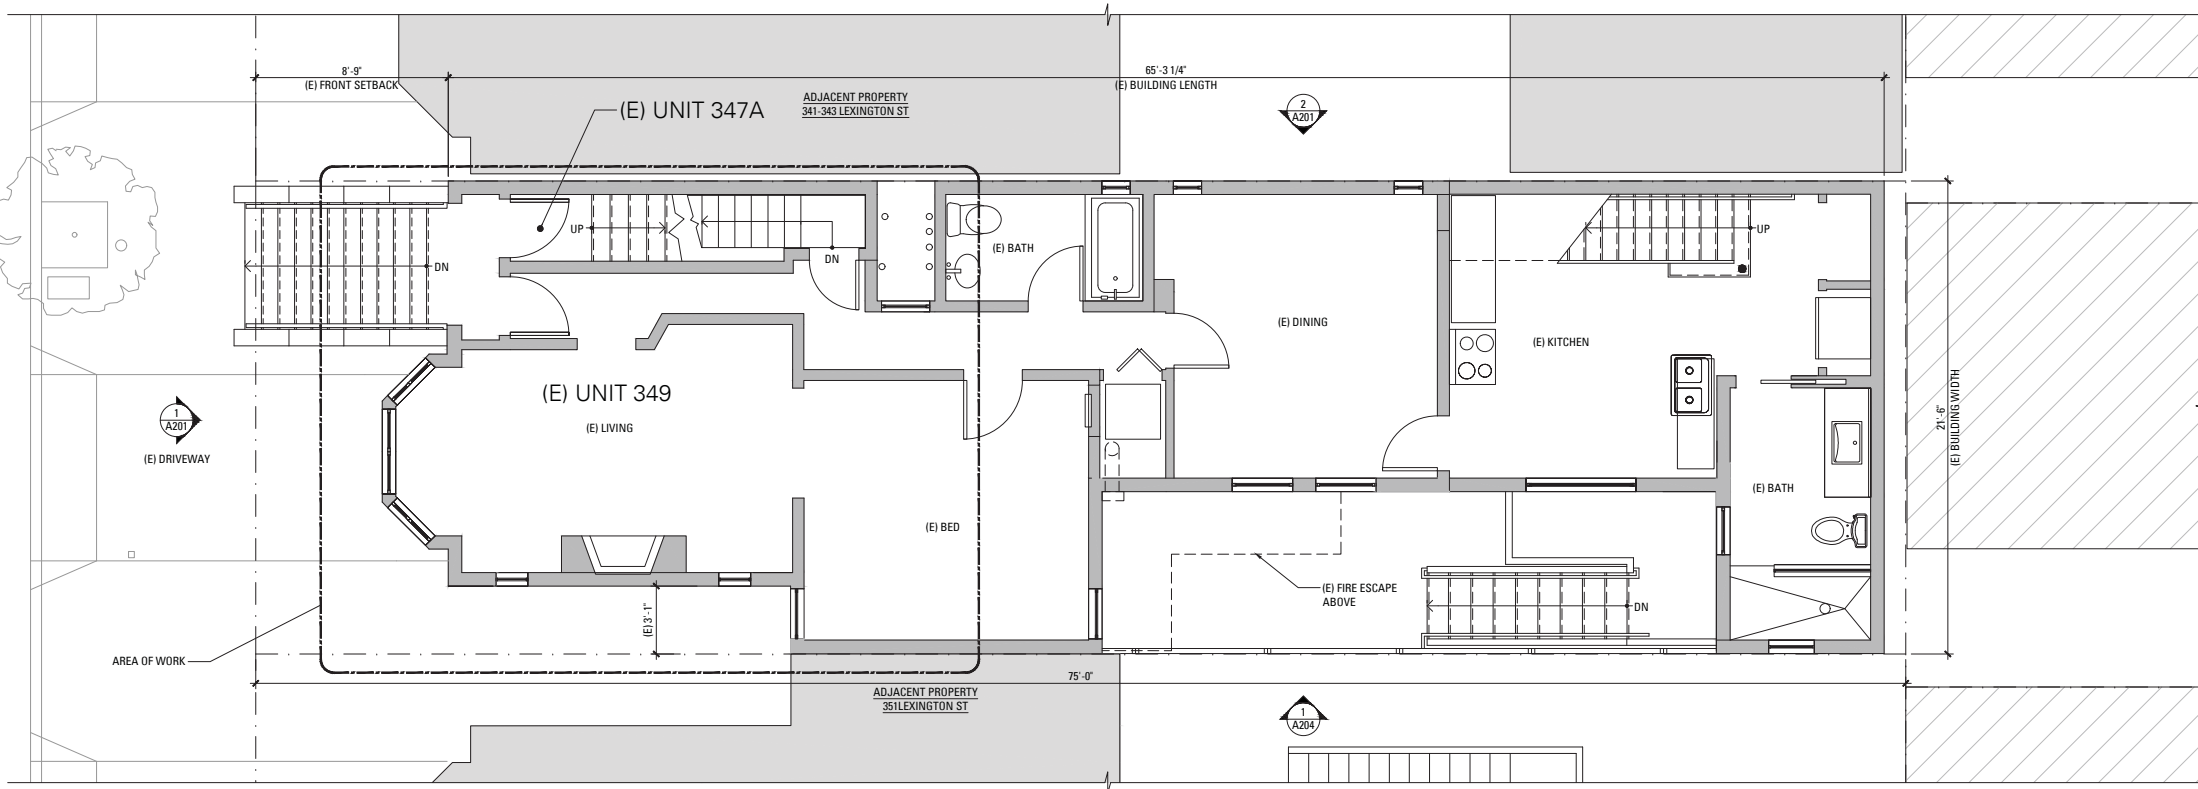 8'-9"
(E) FRONT SETBACK
65'-3 1/4"
(E) BUILDING LENGTH
(E) UNIT 347A
ADJACENT PROPERTY
341-343 LEXINGTON ST
2
A201
UP
DN
DN
(E) BATH
UP
(E) DINING
(E) KITCHEN
(E) UNIT 349
(E) LIVING
1
A201
(E) DRIVEWAY
21'-6"
(E) BUILDING WIDTH
(E) BATH
(E) BED
(E) FIRE ESCAPE
ABOVE
DN
(E) 3'-1"
AREA OF WORK
75'-0"
ADJACENT PROPERTY
351LEXINGTON ST
1
A204